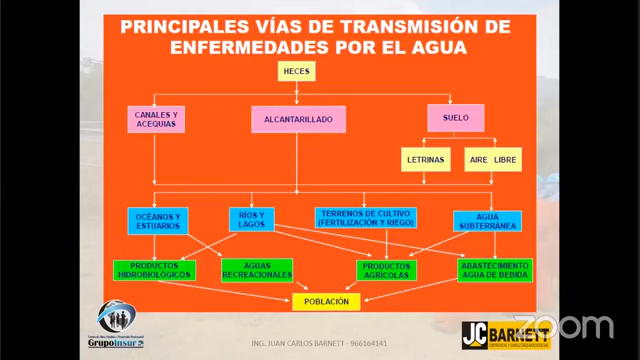 PRINCIPALES VÍAS DE TRANSMISIÓN DE
ENFERMEDADES POR EL AGUA
HECES
CANALES Y
ACEQUIAS
ALCANTARILLADO
SUELO
LETRINAS
AIRE LIBRE
OCÉANOS Y
ESTUARIOS
RÍOS Y
LAGOS
TERRENOS DE CULTIVO
(FERTILIZACIÓN Y RIEGO)
AGUA
SUBTERRÁNEA
PRODUCTOS
HIDROBIOLÓGICOS
AGUAS
RECREACIONALES
PRODUCTOS
AGRÍCOLAS
ABASTECIMIENTO
AGUA DE BEBIDA
POBLACIÓN
GrupoInsur
ING. JUAN CARLOS BARNETT - 966164141
JC BARNETT
zoom